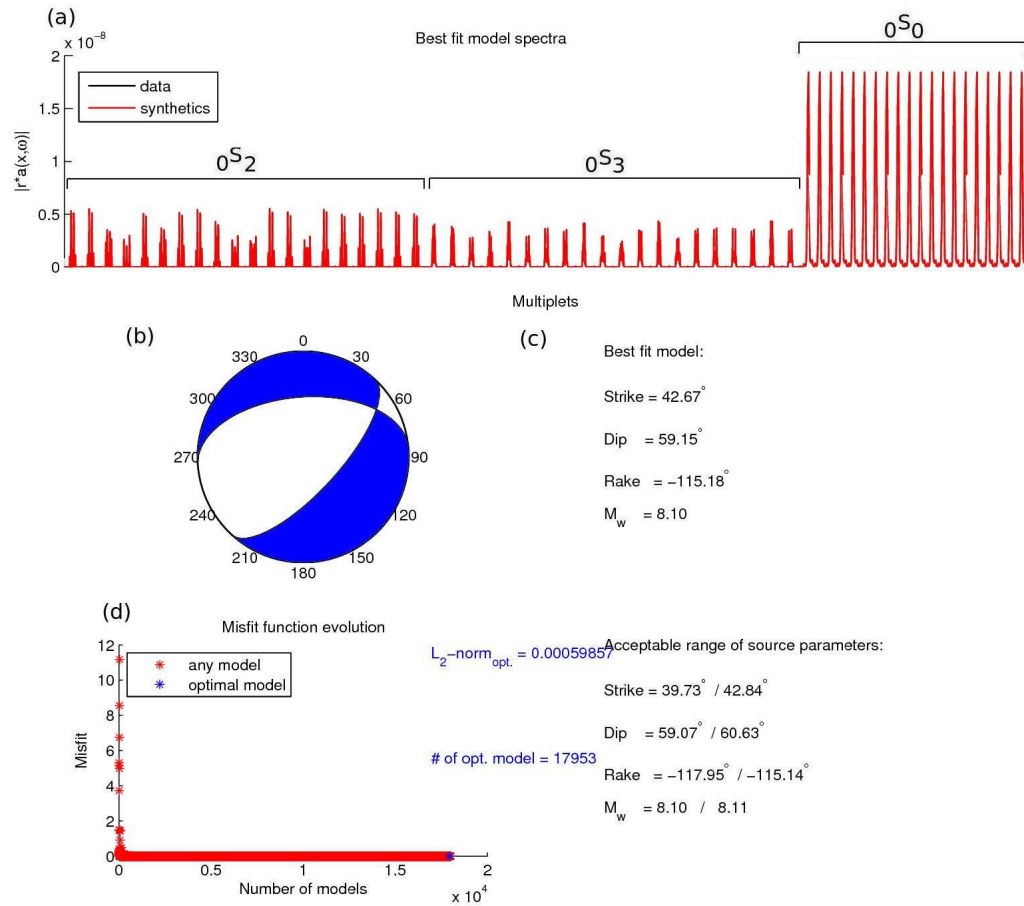 (a)
x 10⁻⁸
Best fit model spectra
₀S₀
2
1.5
1
0.5
0
|r*a(x,ω)|
data
synthetics
₀S₂
₀S₃
Multiplets
(b)
0
30
60
90
120
150
180
210
240
270
300
330
(c)
Best fit model:
Strike = 42.67°
Dip = 59.15°
Rake = −115.18°
M_w = 8.10
(d)
Misfit function evolution
12
10
8
6
4
2
0
Misfit
any model
optimal model
0
0.5
1
1.5
2
x 10⁴
Number of models
L₂−norm_opt. = 0.00059857
# of opt. model = 17953
Acceptable range of source parameters:
Strike = 39.73° / 42.84°
Dip = 59.07° / 60.63°
Rake = −117.95° / −115.14°
M_w = 8.10 / 8.11